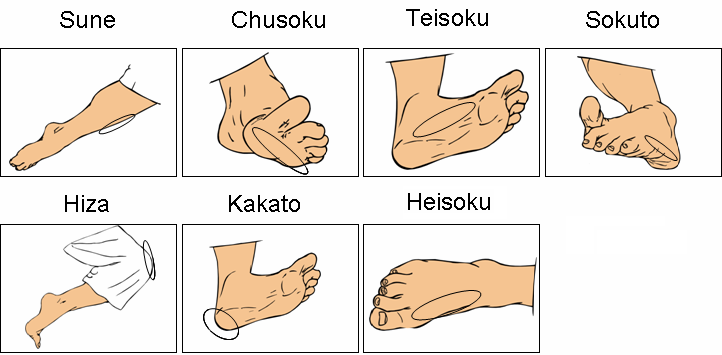 Sune Chusoku Teisoku Sokuto
Hiza Kakato Heisoku